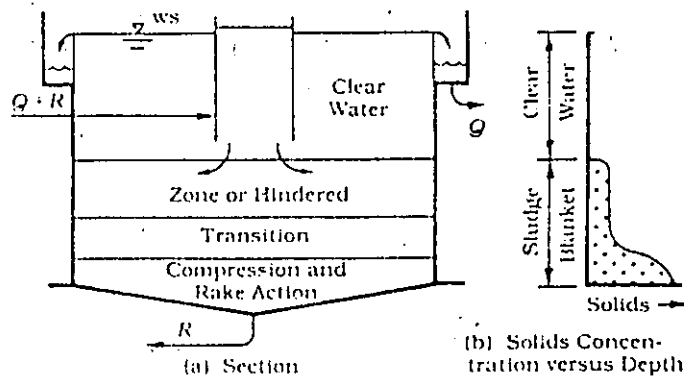 ws
Q + R
Clear
Water
Q
Zone or Hindered
Transition
Compression and
Rake Action
R
(a) Section
Clear
Water
Sludge
Blanket
Solids
(b) Solids Concen-
tration versus Depth